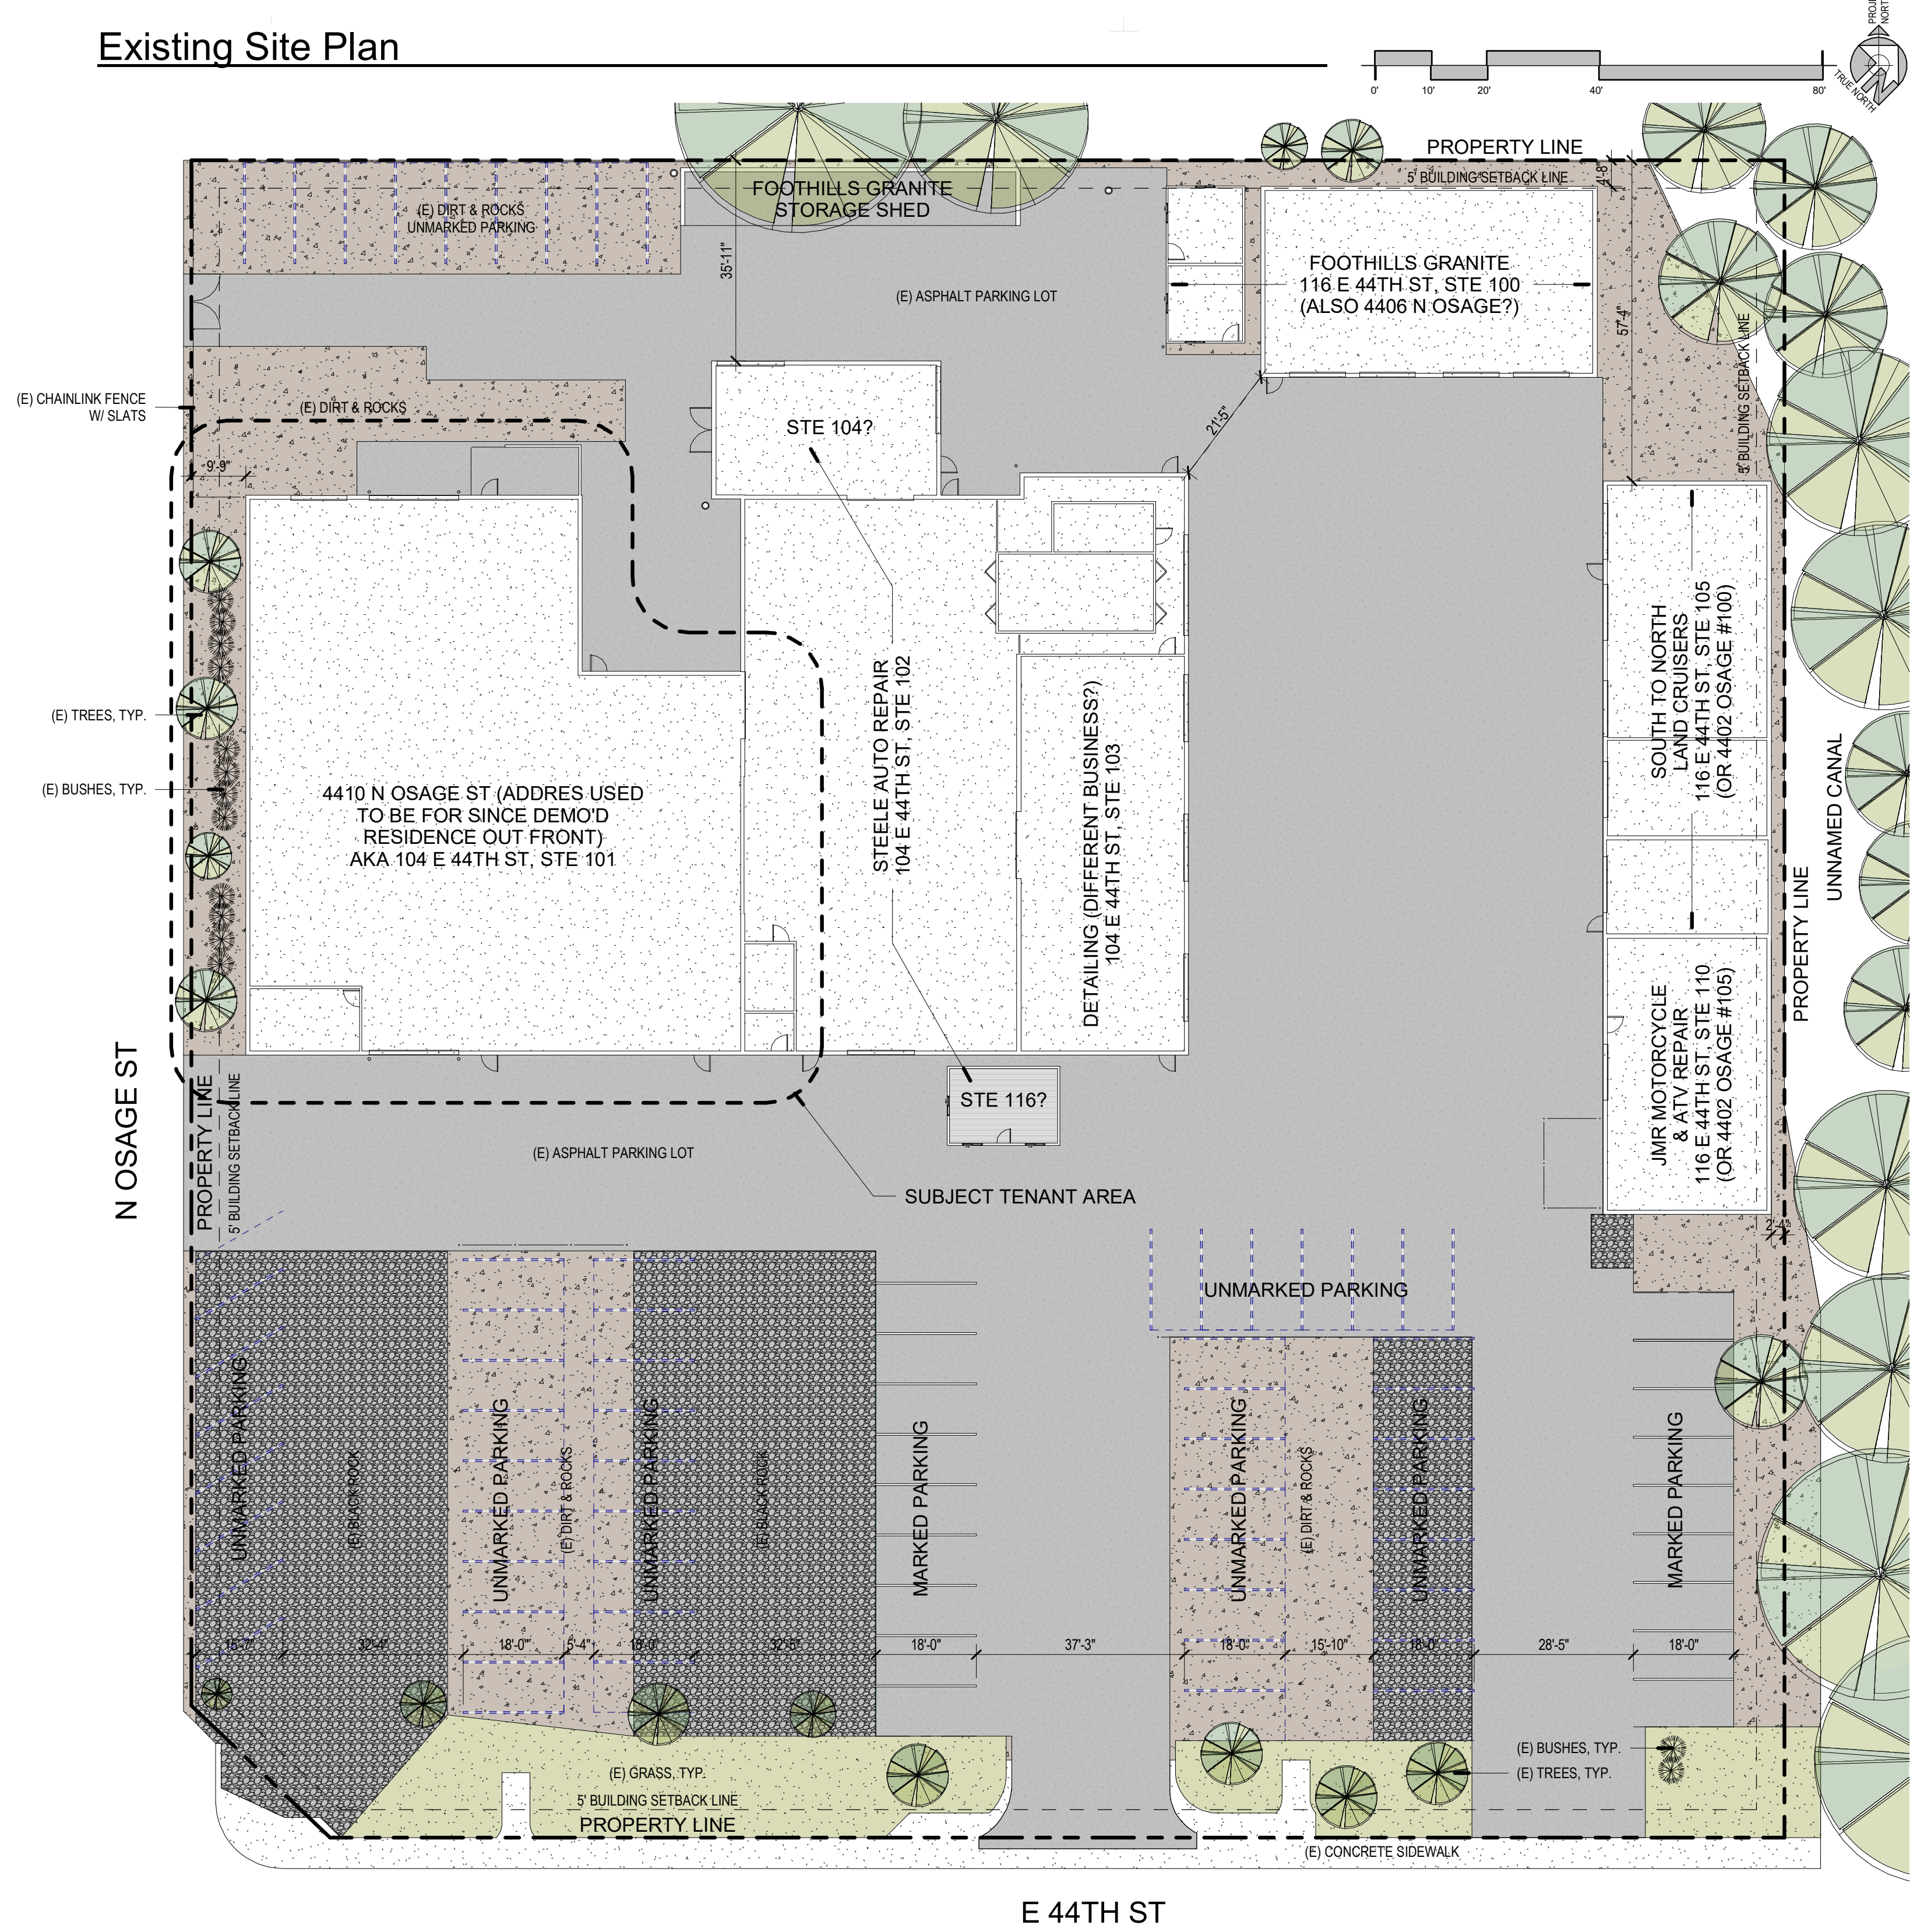 Existing Site Plan
0'
10'
20'
40'
80'
TRUE NORTH
PROPERTY LINE
5' BUILDING SETBACK LINE
4'-8"
FOOTHILLS GRANITE
STORAGE SHED
(E) DIRT & ROCKS
UNMARKED PARKING
35'-11"
(E) ASPHALT PARKING LOT
FOOTHILLS GRANITE
116 E 44TH ST, STE 100
(ALSO 4406 N OSAGE?)
57'-4"
5' BUILDING SETBACK LINE
(E) CHAINLINK FENCE
W/ SLATS
(E) DIRT & ROCKS
STE 104?
21'-5"
9'-9"
SOUTH TO NORTH
LAND CRUISERS
116 E 44TH ST, STE 105
(OR 4402 OSAGE #100)
STEELE AUTO REPAIR
104 E 44TH ST, STE 102
DETAILING (DIFFERENT BUSINESS?)
104 E 44TH ST, STE 103
(E) TREES, TYP.
(E) BUSHES, TYP.
4410 N OSAGE ST (ADDRES USED
TO BE FOR SINCE DEMO'D
RESIDENCE OUT FRONT)
AKA 104 E 44TH ST, STE 101
UNNAMED CANAL
PROPERTY LINE
JMR MOTORCYCLE
& ATV REPAIR
116 E 44TH ST, STE 110
(OR 4402 OSAGE #105)
N OSAGE ST
PROPERTY LINE
5' BUILDING SETBACK LINE
STE 116?
(E) ASPHALT PARKING LOT
SUBJECT TENANT AREA
2'-4"
UNMARKED PARKING
UNMARKED PARKING
(E) BLACK ROCK
UNMARKED PARKING
(E) DIRT & ROCKS
UNMARKED PARKING
(E) BLACK ROCK
MARKED PARKING
UNMARKED PARKING
(E) DIRT & ROCKS
UNMARKED PARKING
MARKED PARKING
15'-7"
32'-4"
18'-0"
5'-4"
18'-0"
32'-5"
18'-0"
37'-3"
18'-0"
15'-10"
18'-0"
28'-5"
18'-0"
(E) BUSHES, TYP.
(E) TREES, TYP.
(E) GRASS, TYP.
5' BUILDING SETBACK LINE
PROPERTY LINE
(E) CONCRETE SIDEWALK
E 44TH ST